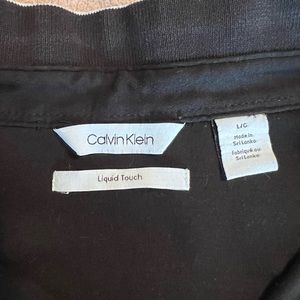 Calvin Klein
Liquid Touch
L/G
Made in
Sri Lanka
Fabriqué au
Sri Lanka